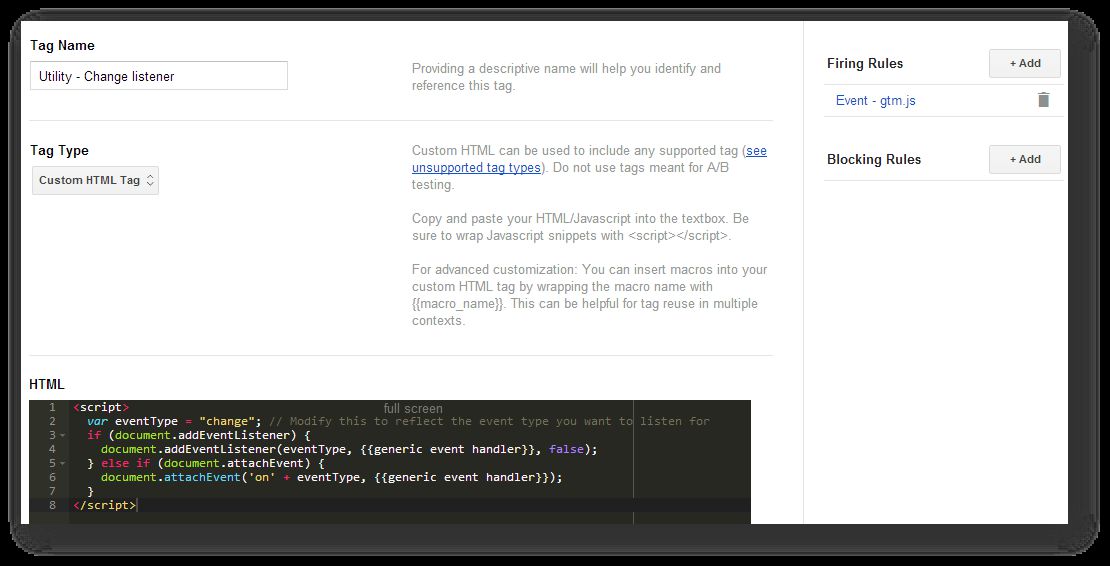 Tag Name
Utility - Change listener
Providing a descriptive name will help you identify and
reference this tag.
Tag Type
Custom HTML Tag
Custom HTML can be used to include any supported tag (see
unsupported tag types). Do not use tags meant for A/B
testing.
Copy and paste your HTML/Javascript into the textbox. Be
sure to wrap Javascript snippets with <script></script>.
For advanced customization: You can insert macros into your
custom HTML tag by wrapping the macro name with
{{macro_name}}. This can be helpful for tag reuse in multiple
contexts.
HTML
full screen
1 <script>
2 var eventType = "change"; // Modify this to reflect the event type you want to listen for
3 if (document.addEventListener) {
4 document.addEventListener(eventType, {{generic event handler}}, false);
5 } else if (document.attachEvent) {
6 document.attachEvent('on' + eventType, {{generic event handler}});
7 }
8 </script>
Firing Rules
+ Add
Event - gtm.js
Blocking Rules
+ Add